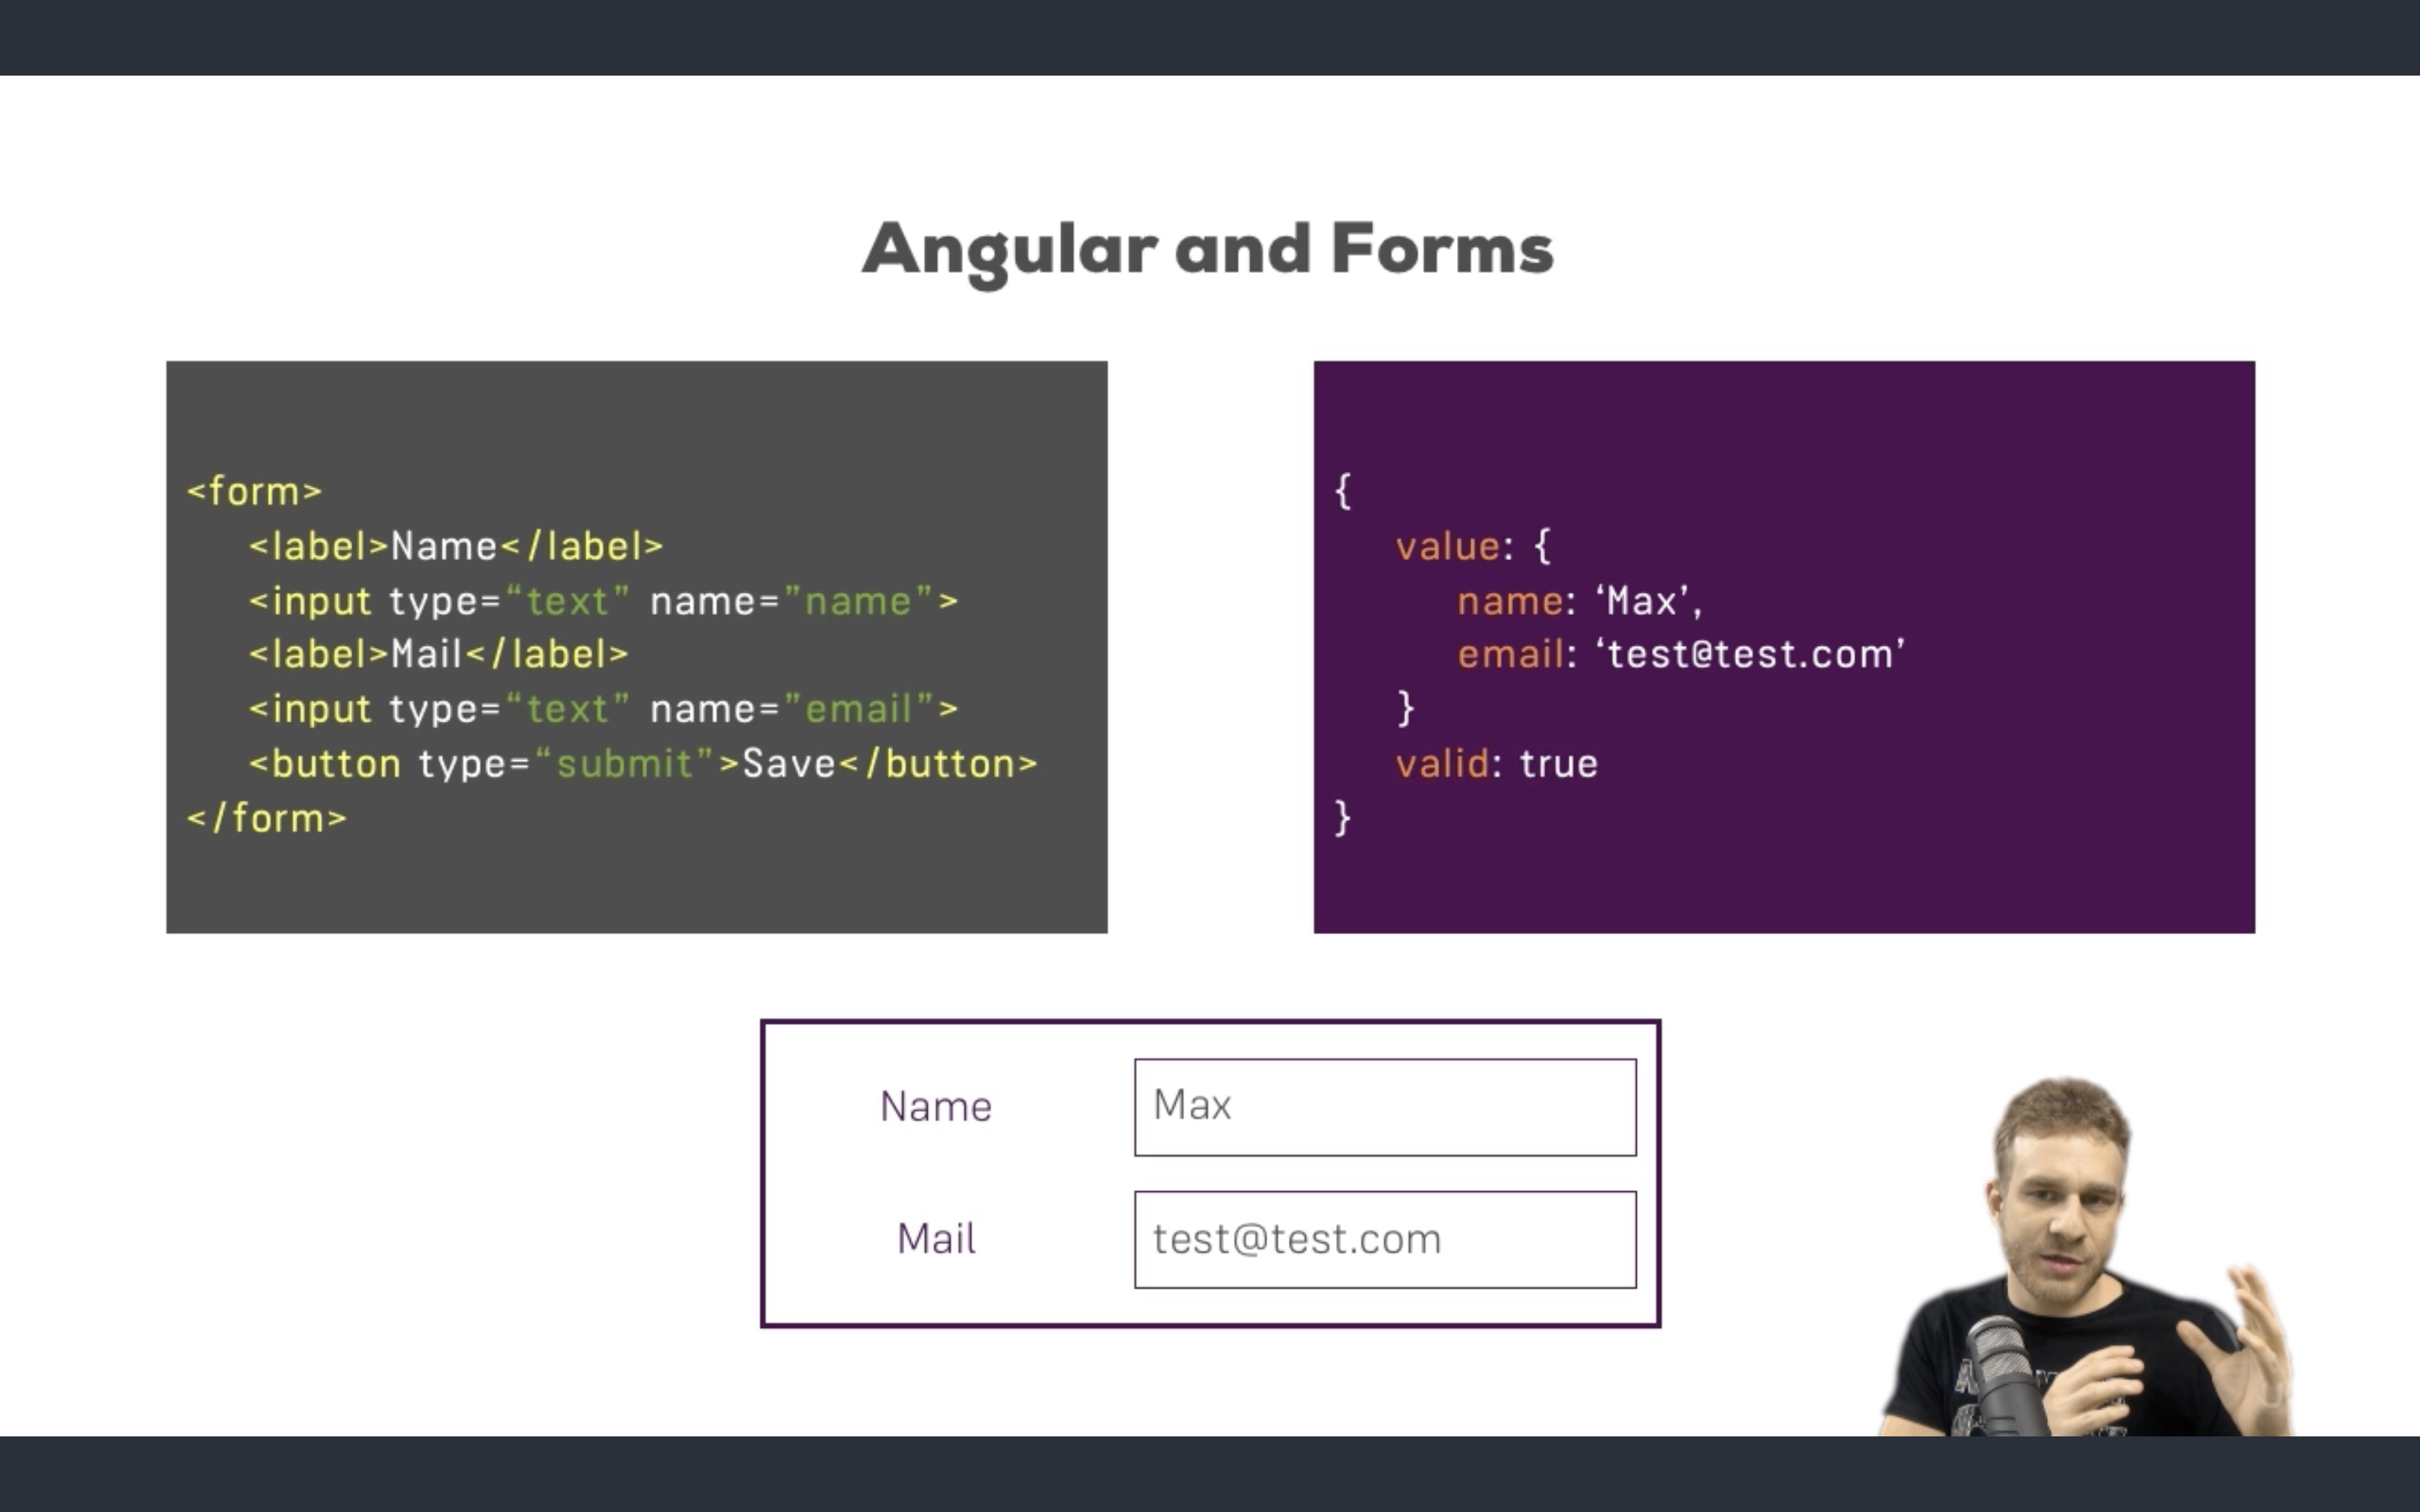 Angular and Forms
<form>
<label>Name</label>
<input type=“text” name=”name”>
<label>Mail</label>
<input type=“text” name=”email”>
<button type=“submit”>Save</button>
</form>
{
value: {
name: ‘Max’,
email: ‘test@test.com’
}
valid: true
}
Name
Max
Mail
test@test.com